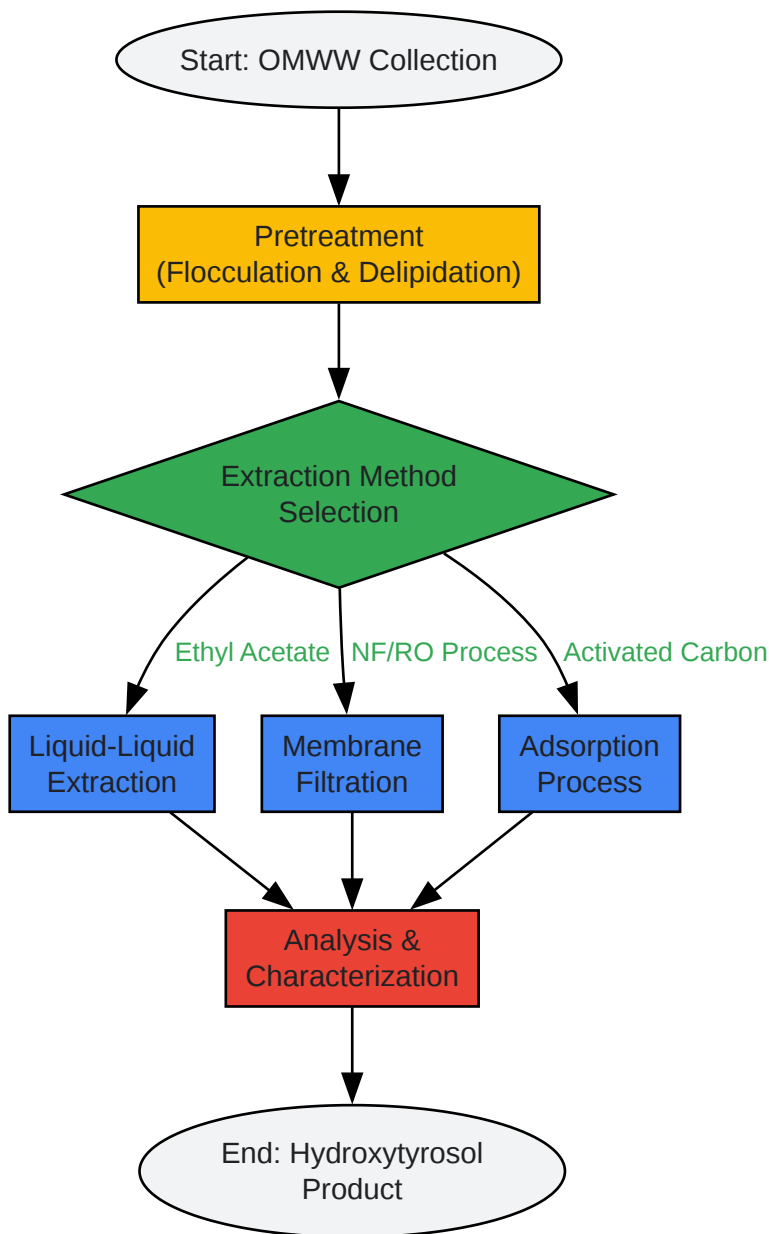 Start: OMWW Collection
Pretreatment
(Flocculation & Delipidation)
Extraction Method
Selection
Ethyl Acetate
NF/RO Process
Activated Carbon
Liquid-Liquid
Extraction
Membrane
Filtration
Adsorption
Process
Analysis &
Characterization
End: Hydroxytyrosol
Product